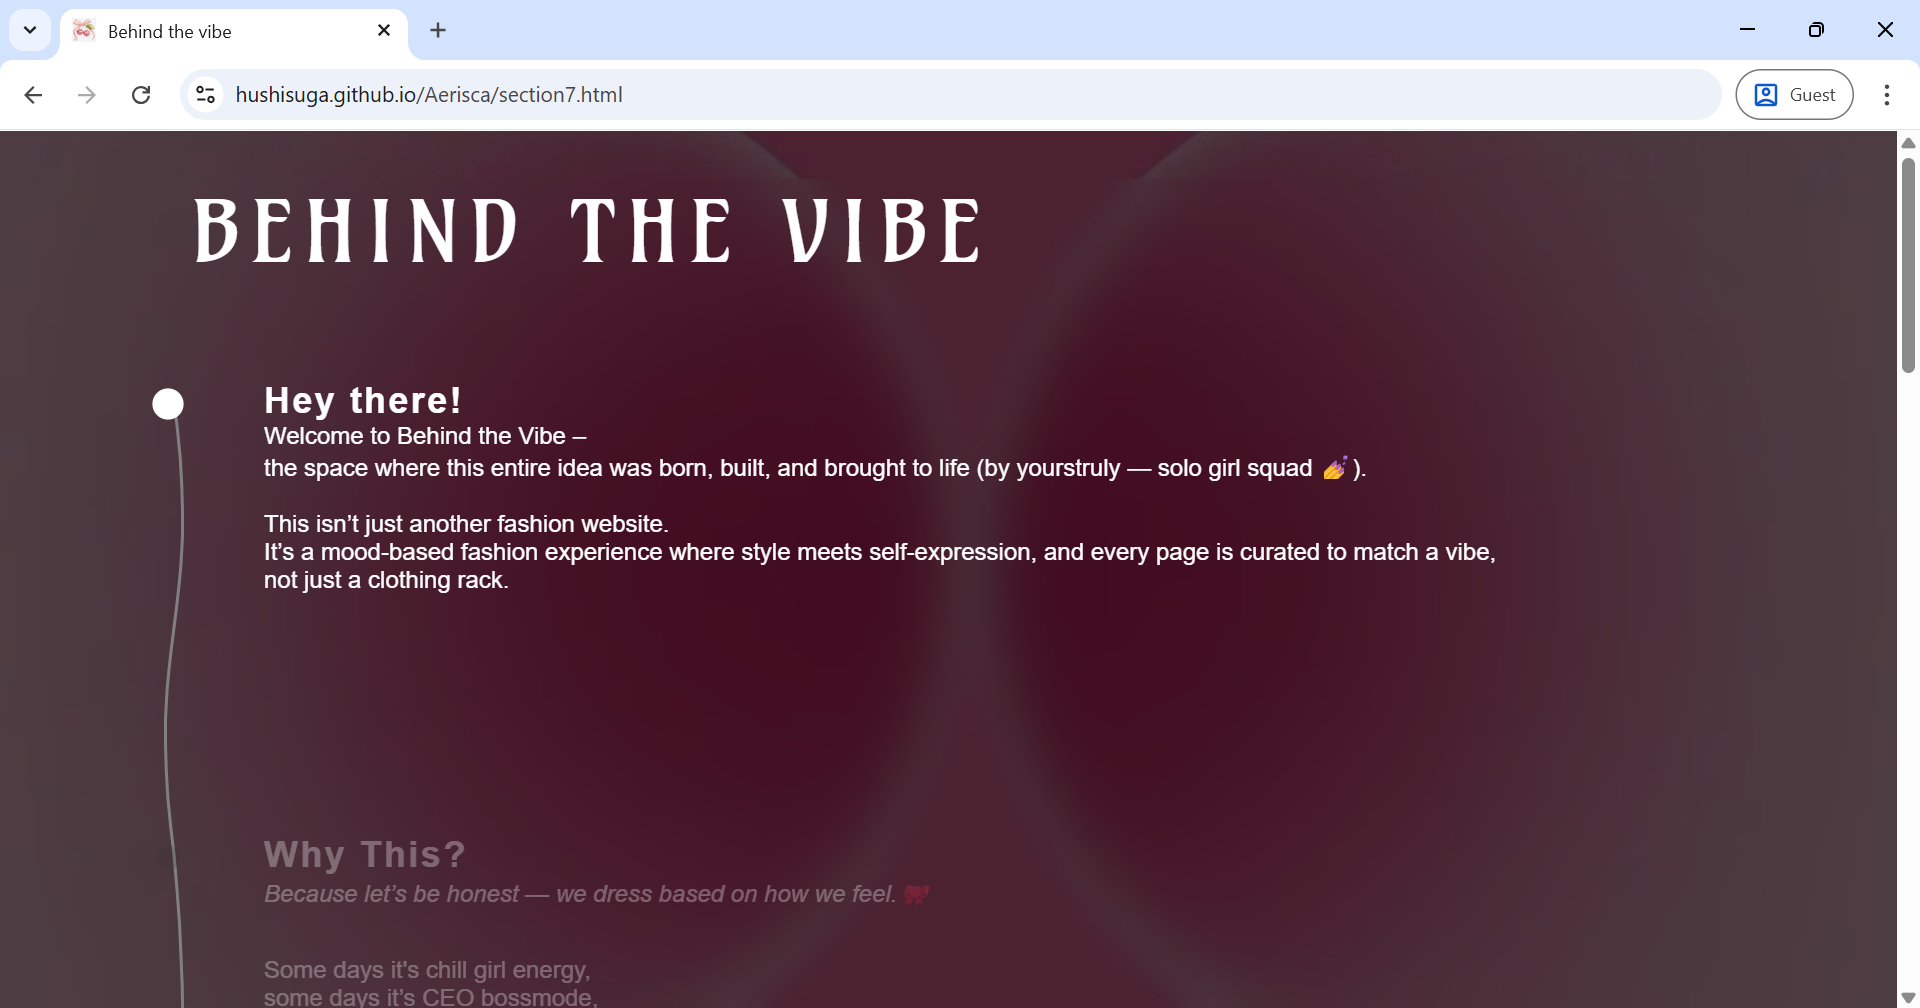 Behind the vibe
hushisuga.github.io/Aerisca/section7.html
Guest
BEHIND THE VIBE
Hey there!
Welcome to Behind the Vibe –
the space where this entire idea was born, built, and brought to life (by yourstruly — solo girl squad 💅 ).
This isn’t just another fashion website.
It’s a mood-based fashion experience where style meets self-expression, and every page is curated to match a vibe,
not just a clothing rack.
Why This?
Because let’s be honest — we dress based on how we feel. 🎀
Some days it's chill girl energy,
some days it’s CEO bossmode,